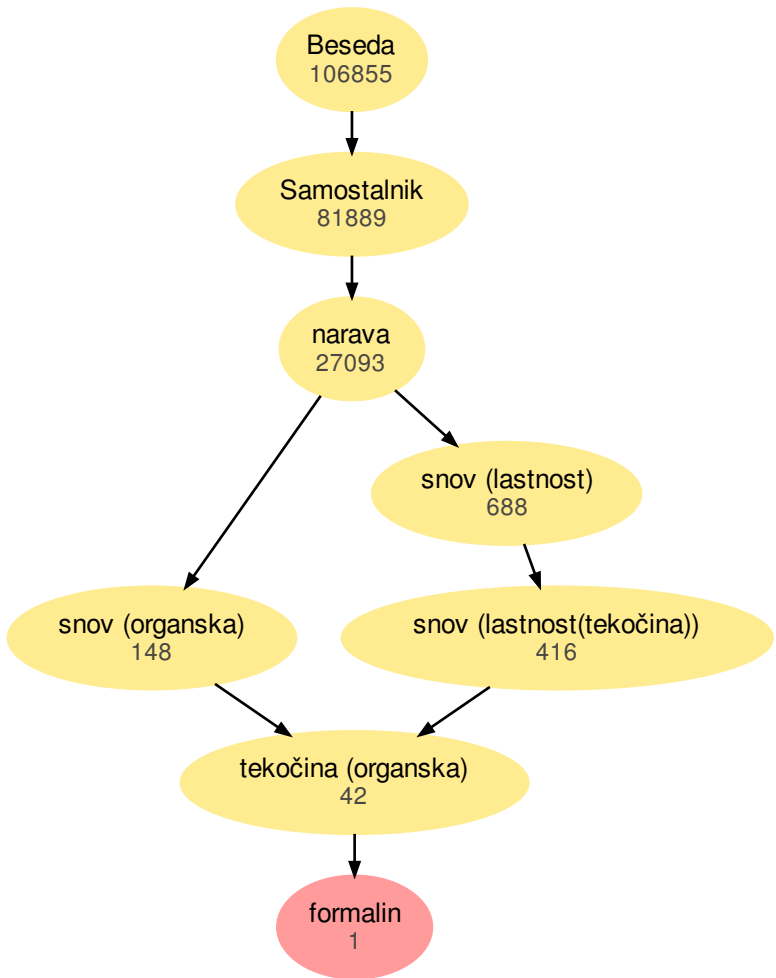 Beseda
106855
Samostalnik
81889
narava
27093
snov (lastnost)
688
snov (organska)
148
snov (lastnost(tekočina))
416
tekočina (organska)
42
formalin
1